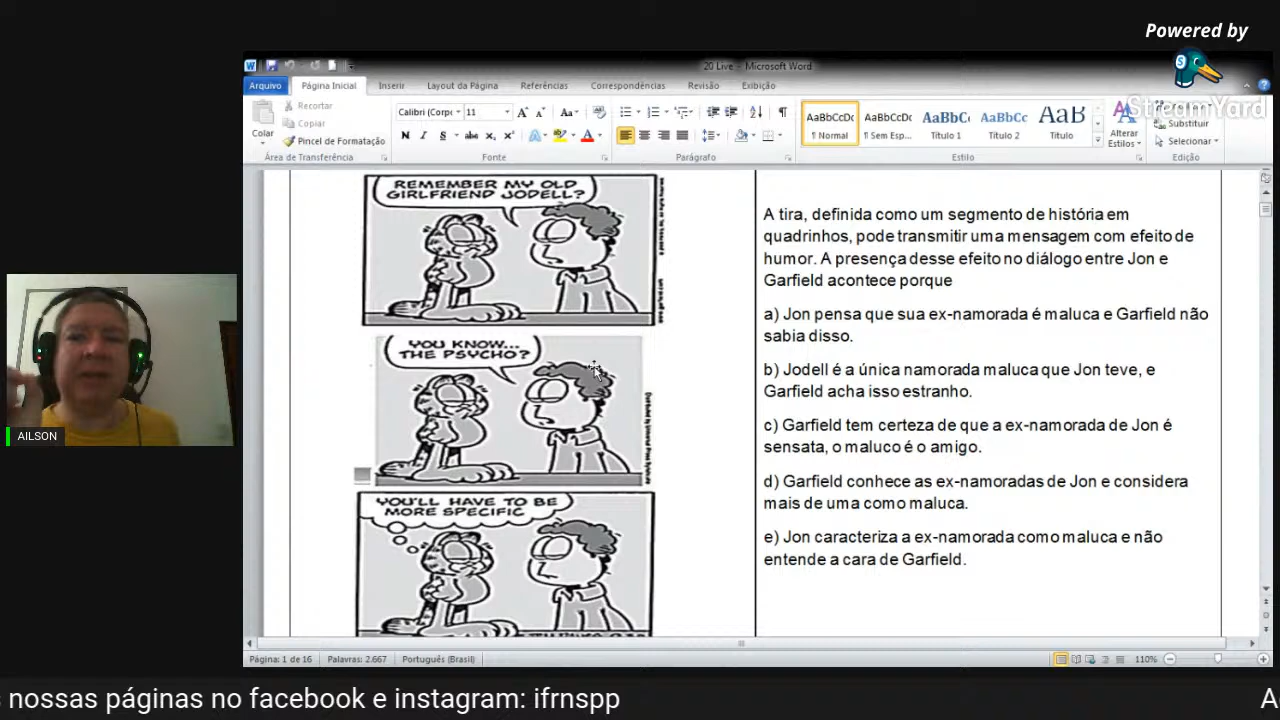 Powered by
StreamYard
20 Live - Microsoft Word
Arquivo
Página Inicial
Inserir
Layout da Página
Referências
Correspondências
Revisão
Exibição
Colar
Recortar
Copiar
Pincel de Formatação
Área de Transferência
Calibri (Corp
11
Fonte
Parágrafo
AaBbCcDc
AaBbCcDc
AaBbC
AaBbCc
AaB
¶ Normal
¶ Sem Esp...
Título 1
Título 2
Título
Alterar
Estilos
Estilo
Substituir
Selecionar
Edição
REMEMBER MY OLD
GIRLFRIEND JODELL?
YOU KNOW...
THE PSYCHO?
YOU'LL HAVE TO BE
MORE SPECIFIC
A tira, definida como um segmento de história em
quadrinhos, pode transmitir uma mensagem com efeito de
humor. A presença desse efeito no diálogo entre Jon e
Garfield acontece porque
a) Jon pensa que sua ex-namorada é maluca e Garfield não
sabia disso.
b) Jodell é a única namorada maluca que Jon teve, e
Garfield acha isso estranho.
c) Garfield tem certeza de que a ex-namorada de Jon é
sensata, o maluco é o amigo.
d) Garfield conhece as ex-namoradas de Jon e considera
mais de uma como maluca.
e) Jon caracteriza a ex-namorada como maluca e não
entende a cara de Garfield.
AILSON
Página: 1 de 16
Palavras: 2.667
Português (Brasil)
110%
nossas páginas no facebook e instagram: ifrnspp
A